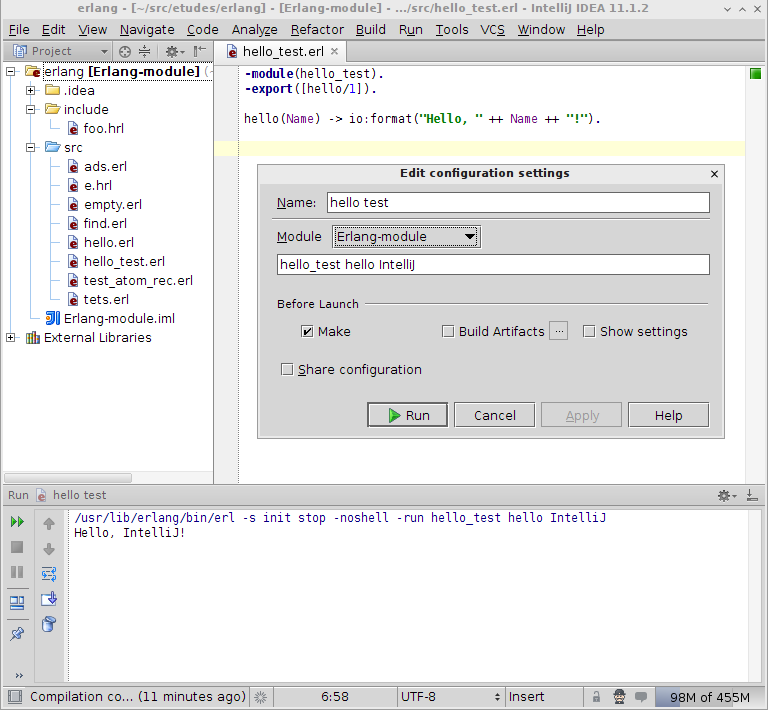 erlang - [~/src/etudes/erlang] - [Erlang-module] - .../src/hello_test.erl - IntelliJ IDEA 11.1.2
File Edit View Navigate Code Analyze Refactor Build Run Tools VCS Window Help
Project
hello_test.erl
erlang [Erlang-module] (~
.idea
include
foo.hrl
src
ads.erl
e.hrl
empty.erl
find.erl
hello.erl
hello_test.erl
test_atom_rec.erl
tets.erl
Erlang-module.iml
External Libraries
-module(hello_test).
-export([hello/1]).
hello(Name) -> io:format("Hello, " ++ Name ++ "!").
Edit configuration settings
Name: hello test
Module Erlang-module
hello_test hello IntelliJ
Before Launch
Make Build Artifacts ... Show settings
Share configuration
Run Cancel Apply Help
Run hello test
/usr/lib/erlang/bin/erl -s init stop -noshell -run hello_test hello IntelliJ
Hello, IntelliJ!
Compilation co... (11 minutes ago) 6:58 UTF-8 Insert 98M of 455M